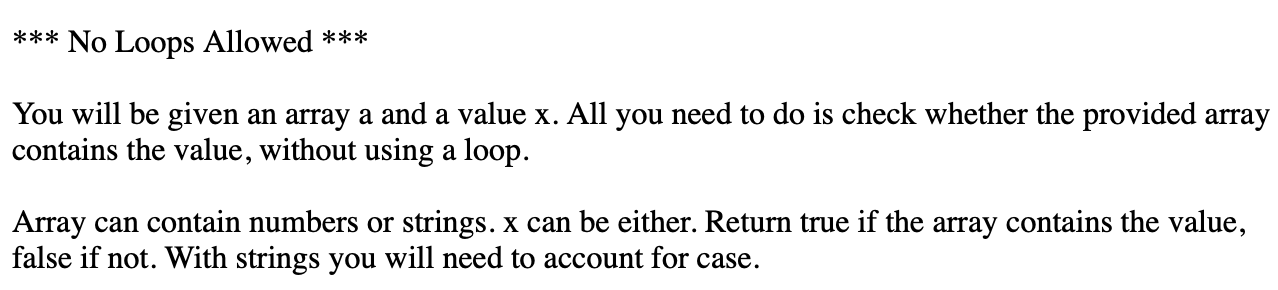 *** No Loops Allowed ***
You will be given an array a and a value x. All you need to do is check whether the provided array
contains the value, without using a loop.
Array can contain numbers or strings. x can be either. Return true if the array contains the value,
false if not. With strings you will need to account for case.